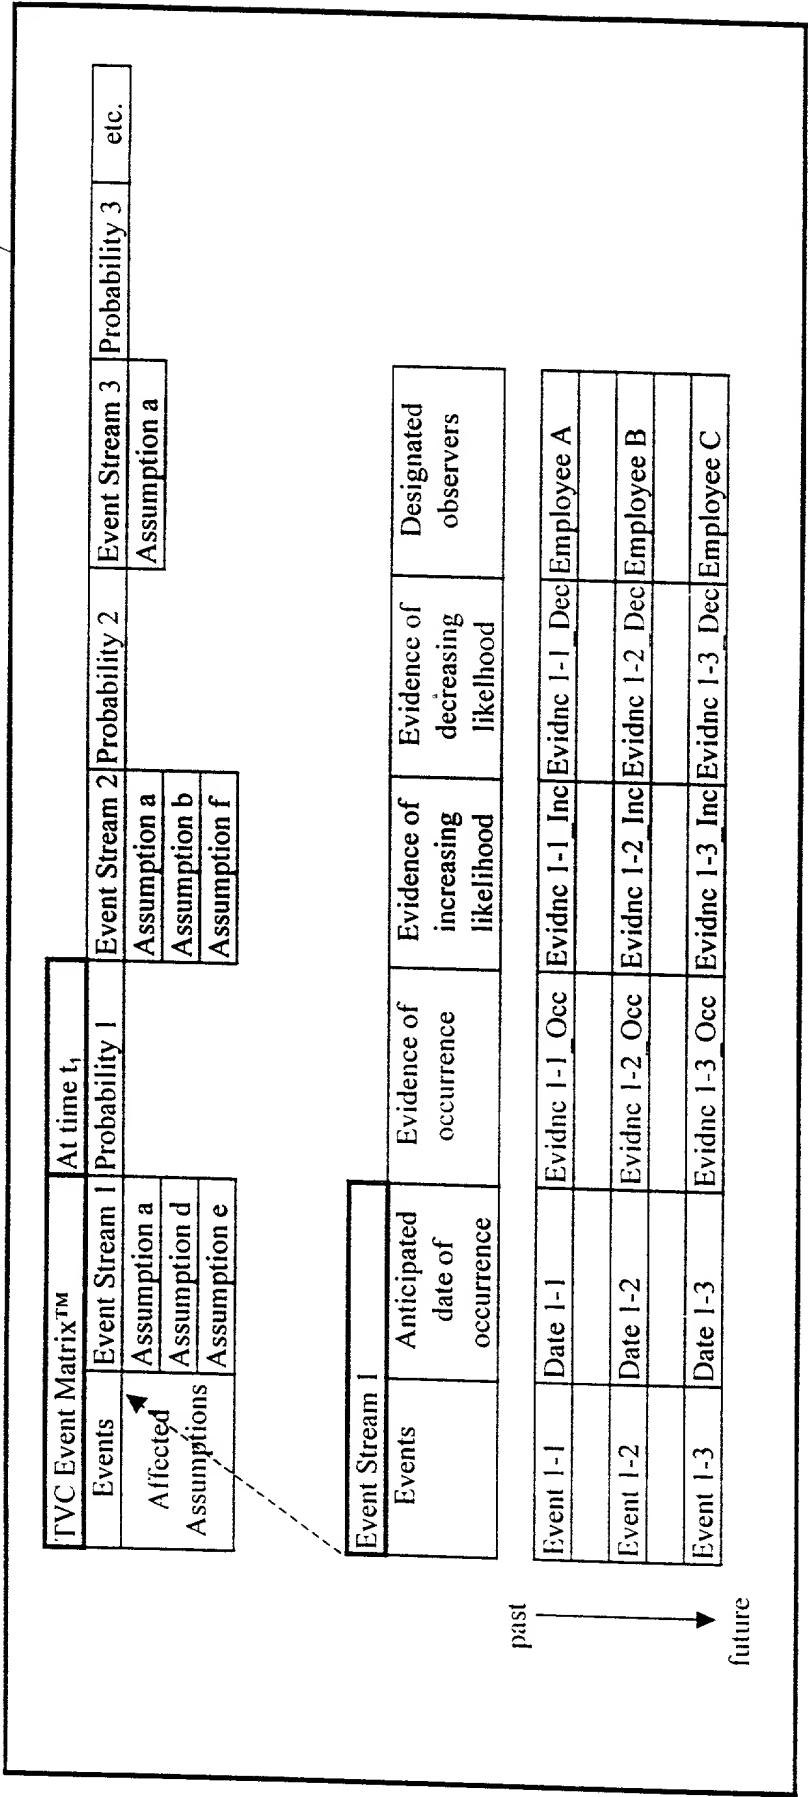 TVC Event Matrix™ At time t₁
Events Event Stream 1 Probability 1 Event Stream 2 Probability 2 Event Stream 3 Probability 3 etc.
Affected Assumption a Assumption a Assumption a
Assumptions Assumption d Assumption b
Assumption e Assumption f
Event Stream 1
Events Anticipated Evidence of Evidence of Evidence of Designated
date of occurrence increasing decreasing observers
occurrence likelihood likelhood
past
Event 1-1 Date 1-1 Evidnc 1-1_Occ Evidnc 1-1_Inc Evidnc 1-1_Dec Employee A
Event 1-2 Date 1-2 Evidnc 1-2_Occ Evidnc 1-2_Inc Evidnc 1-2_Dec Employee B
Event 1-3 Date 1-3 Evidnc 1-3_Occ Evidnc 1-3_Inc Evidnc 1-3_Dec Employee C
future